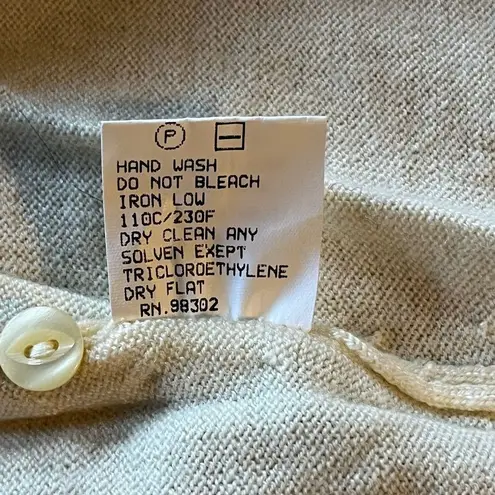 P
HAND WASH
DO NOT BLEACH
IRON LOW
110C/230F
DRY CLEAN ANY
SOLVEN EXEPT
TRICLOROETHYLENE
DRY FLAT
RN.98302